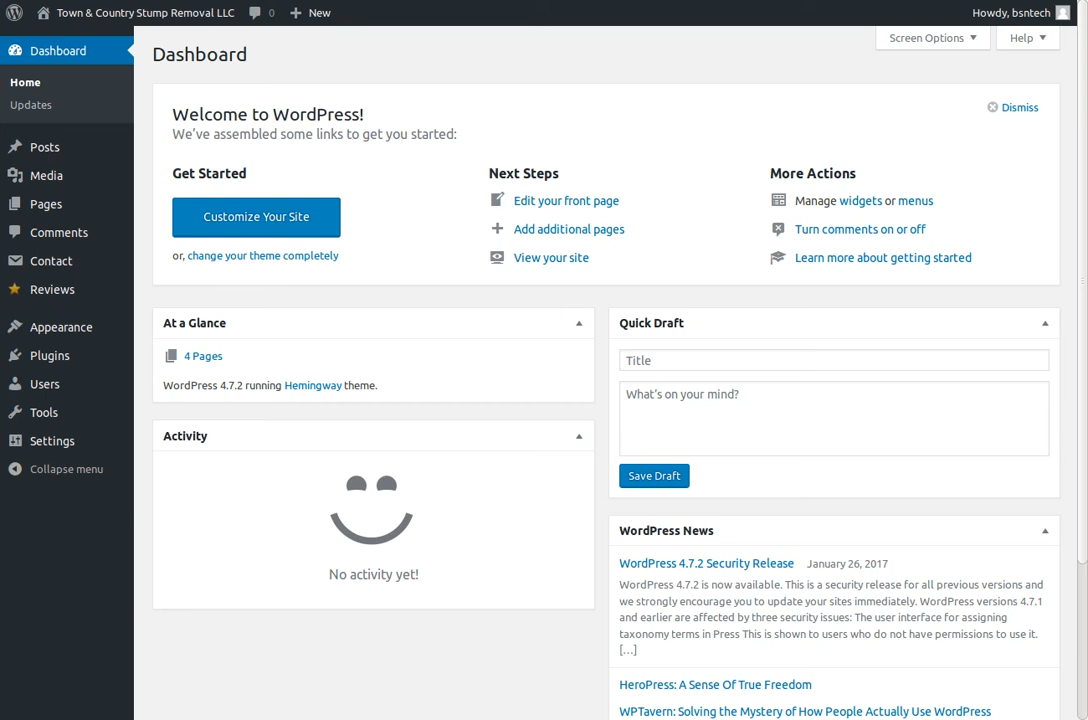 Town & Country Stump Removal LLC 0 New Howdy, bsntech
Screen Options Help
Dashboard
Home
Updates
Posts
Media
Pages
Comments
Contact
Reviews
Appearance
Plugins
Users
Tools
Settings
Collapse menu
Dashboard
Welcome to WordPress!
Dismiss
We've assembled some links to get you started:
Get Started
Customize Your Site
or, change your theme completely
Next Steps
Edit your front page
Add additional pages
View your site
More Actions
Manage widgets or menus
Turn comments on or off
Learn more about getting started
At a Glance
4 Pages
WordPress 4.7.2 running Hemingway theme.
Activity
No activity yet!
Quick Draft
Title
What's on your mind?
Save Draft
WordPress News
WordPress 4.7.2 Security Release January 26, 2017
WordPress 4.7.2 is now available. This is a security release for all previous versions and
we strongly encourage you to update your sites immediately. WordPress versions 4.7.1
and earlier are affected by three security issues: The user interface for assigning
taxonomy terms in Press This is shown to users who do not have permissions to use it.
[…]
HeroPress: A Sense Of True Freedom
WPTavern: Solving the Mystery of How People Actually Use WordPress